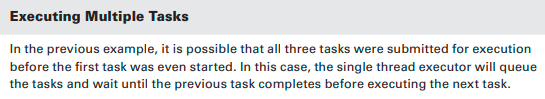 Executing Multiple Tasks
In the previous example, it is possible that all three tasks were submitted for execution
before the first task was even started. In this case, the single thread executor will queue
the tasks and wait until the previous task completes before executing the next task.